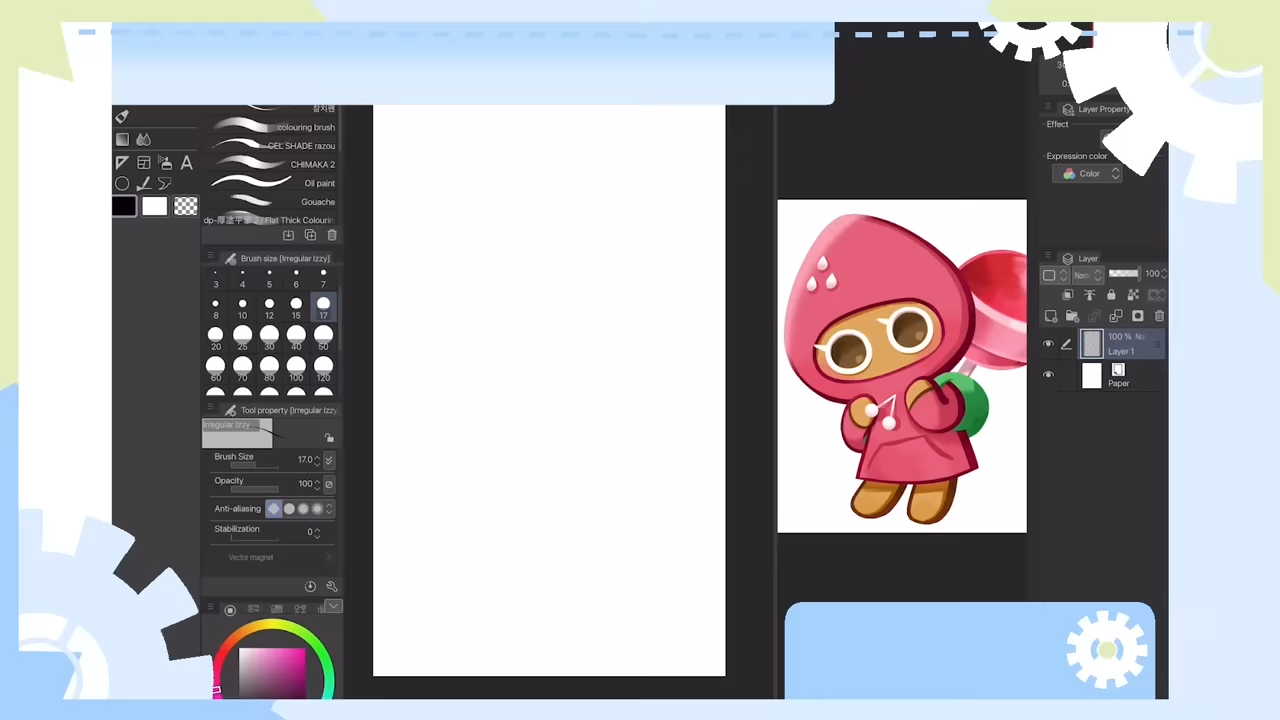 colouring brush
GEL SHADE razou
CHIMAKA 2
Oil paint
Gouache
Brush size [Irregular Izzy]
3 4 5 6 7
8 10 12 15 17
20 25 30 40 50
60 70 80 100 120
Tool property [Irregular Izzy
Irregular Izzy
Brush Size 17.0
Opacity 100
Anti-aliasing
Stabilization 0
Vector magnet
Layer Property
Effect
Expression color
Color
Layer
100
100 %
Layer 1
Paper